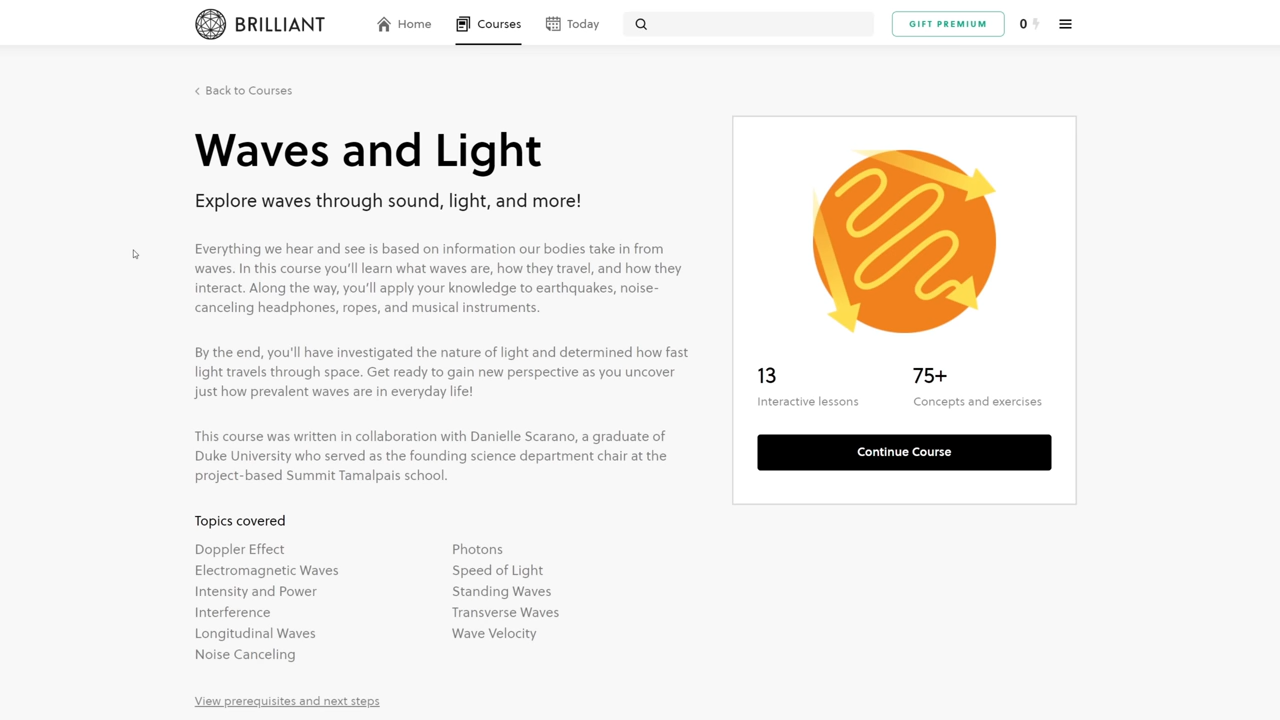 BRILLIANT
Home
Courses
Today
GIFT PREMIUM
0
Back to Courses
Waves and Light
Explore waves through sound, light, and more!
Everything we hear and see is based on information our bodies take in from
waves. In this course you'll learn what waves are, how they travel, and how they
interact. Along the way, you'll apply your knowledge to earthquakes, noise-
canceling headphones, ropes, and musical instruments.
By the end, you'll have investigated the nature of light and determined how fast
light travels through space. Get ready to gain new perspective as you uncover
just how prevalent waves are in everyday life!
This course was written in collaboration with Danielle Scarano, a graduate of
Duke University who served as the founding science department chair at the
project-based Summit Tamalpais school.
Topics covered
Doppler Effect
Electromagnetic Waves
Intensity and Power
Interference
Longitudinal Waves
Noise Canceling
Photons
Speed of Light
Standing Waves
Transverse Waves
Wave Velocity
View prerequisites and next steps
13
Interactive lessons
75+
Concepts and exercises
Continue Course